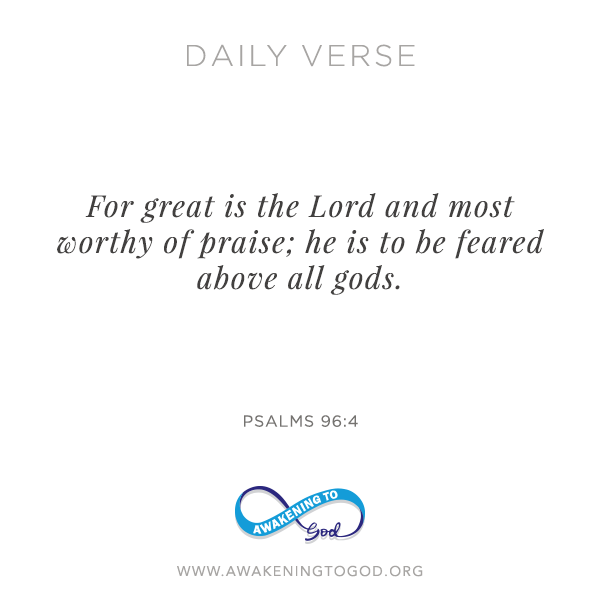 DAILY VERSE
For great is the Lord and most
worthy of praise; he is to be feared
above all gods.
PSALMS 96:4
AWAKENING TO
God
WWW.AWAKENINGTOGOD.ORG